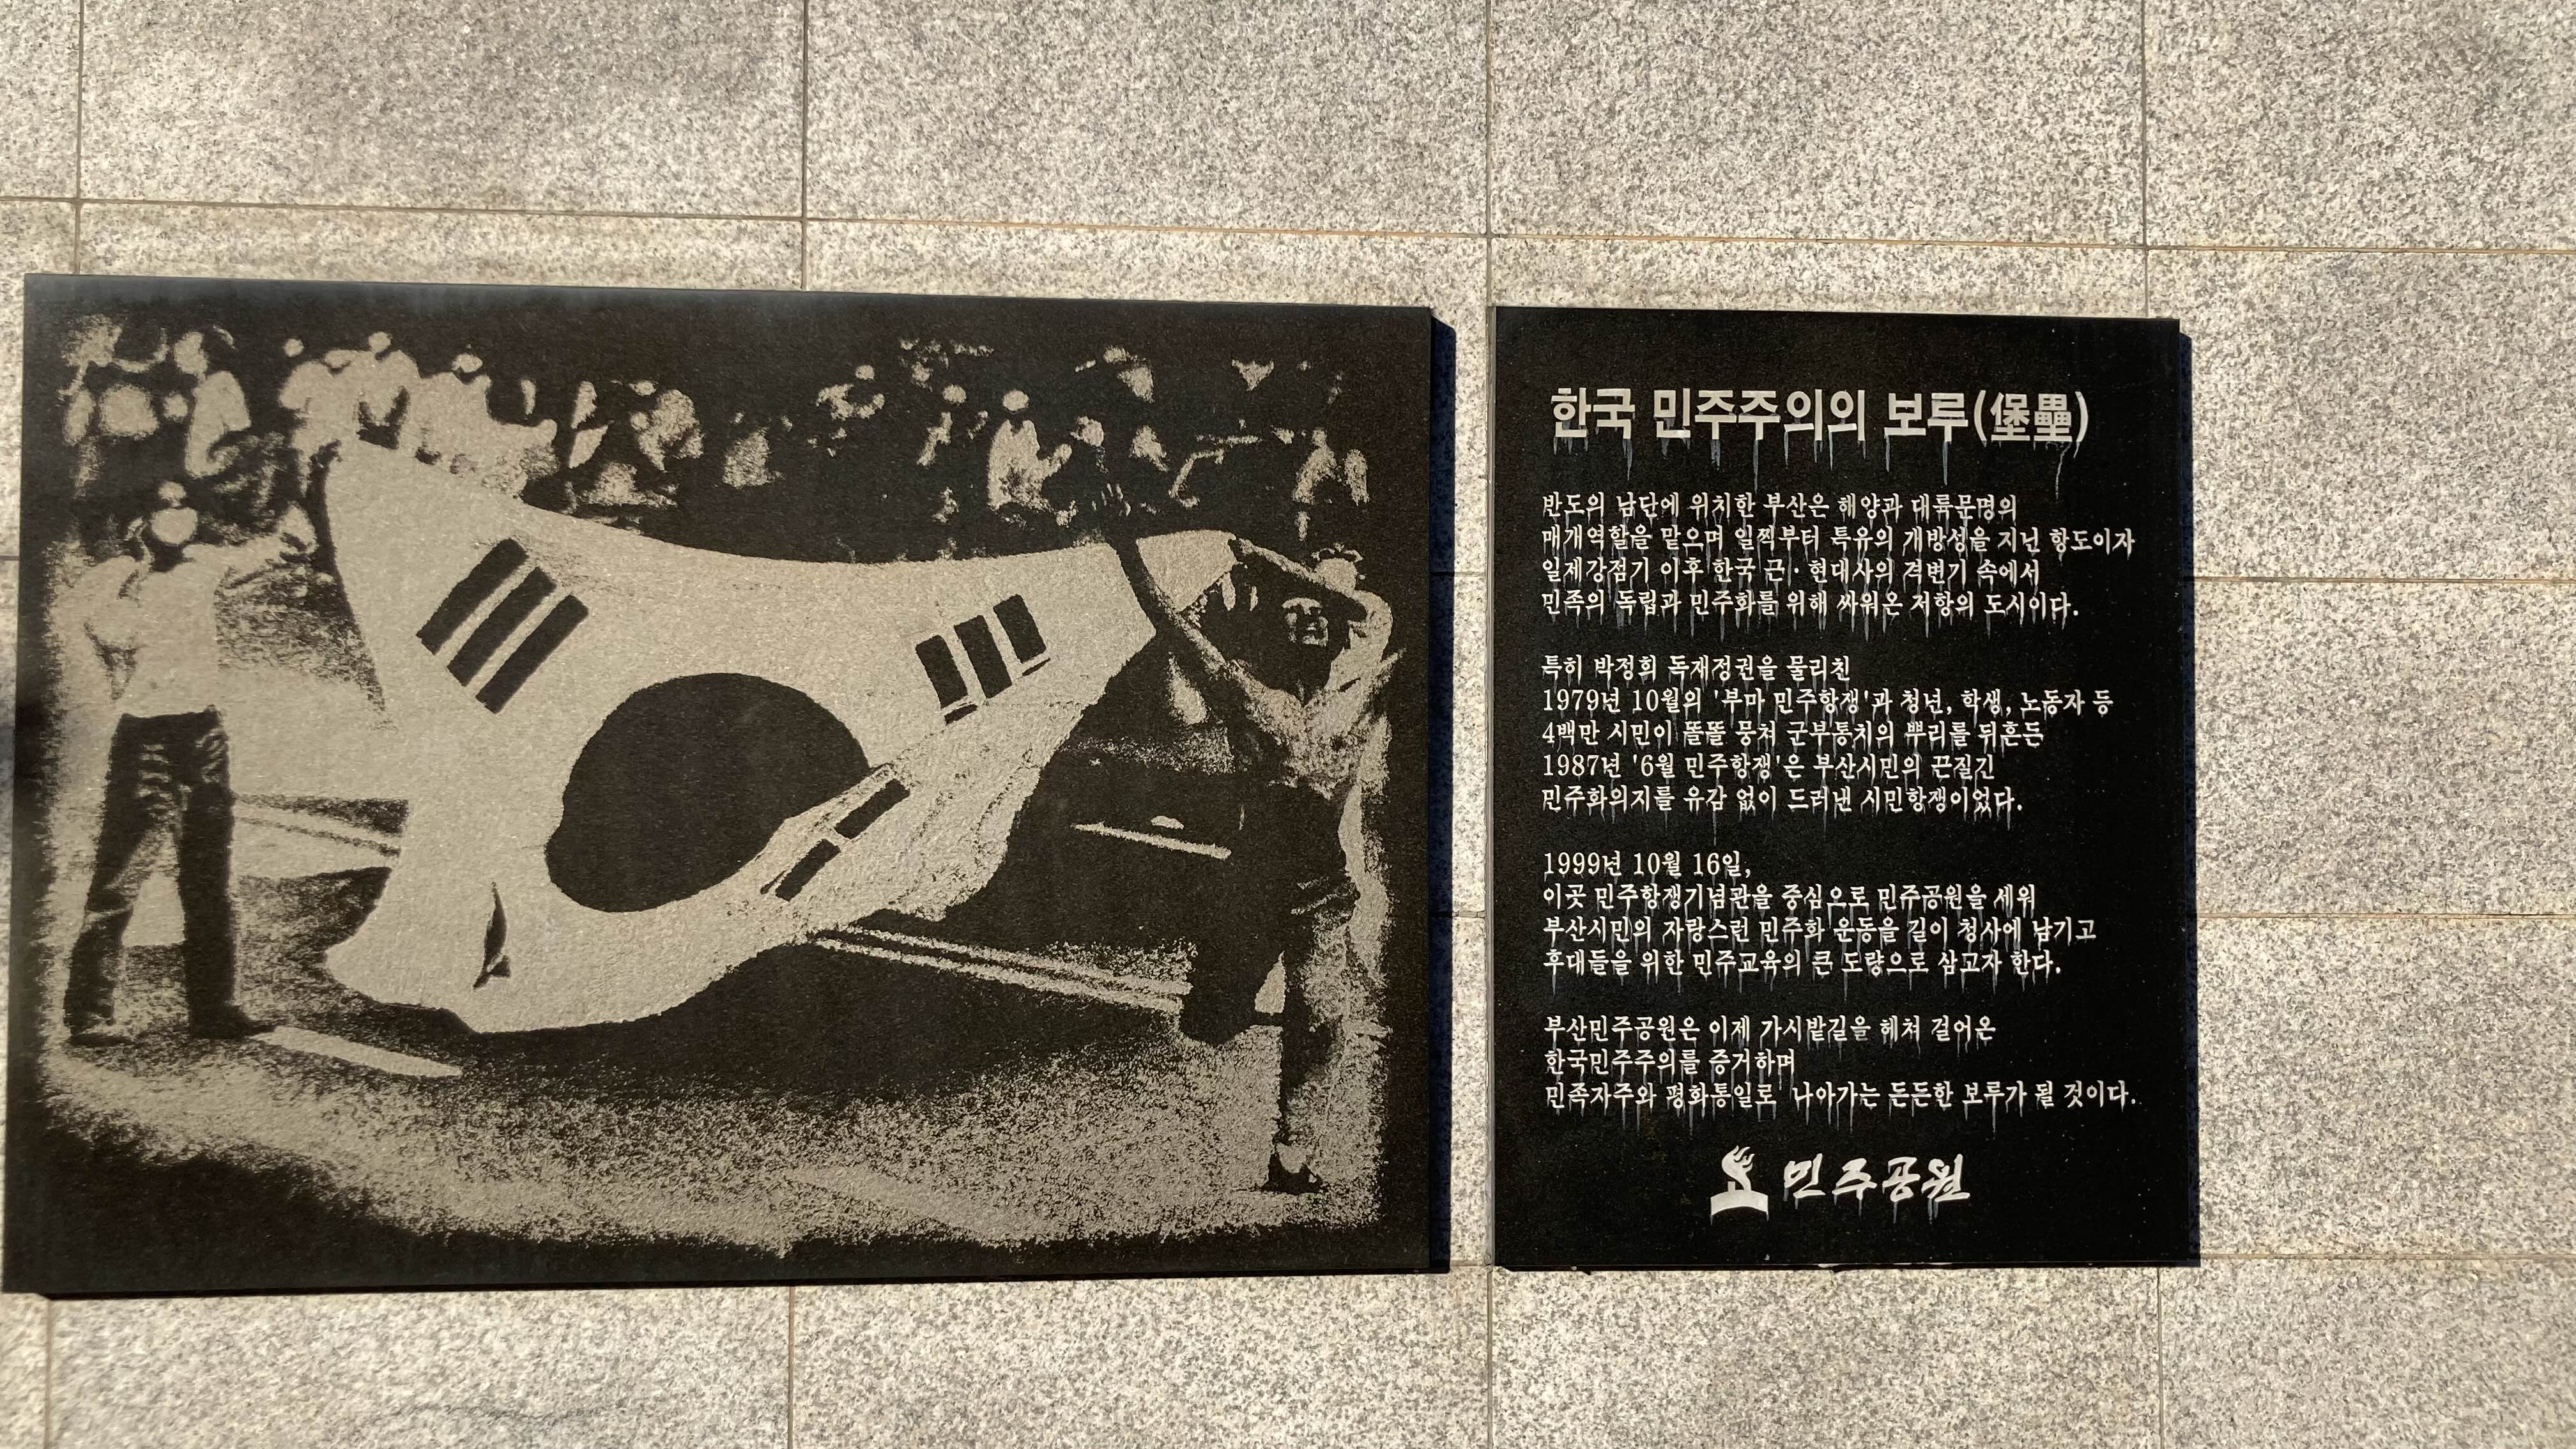 한국 민주주의의 보루(堡壘)
반도의 남단에 위치한 부산은 해양과 대륙문명의
매개역할을 맡으며 일찍부터 특유의 개방성을 지닌 항도이자
일제강점기 이후 한국 근·현대사의 격변기 속에서
민족의 독립과 민주화를 위해 싸워온 저항의 도시이다.
특히 박정희 독재정권을 물리친
1979년 10월의 '부마 민주항쟁'과 청년, 학생, 노동자 등
4백만 시민이 똘똘 뭉쳐 군부통치의 뿌리를 뒤흔든
1987년 '6월 민주항쟁'은 부산시민의 끈질긴
민주화의지를 유감 없이 드러낸 시민항쟁이었다.
1999년 10월 16일,
이곳 민주항쟁기념관을 중심으로 민주공원을 세워
부산시민의 자랑스런 민주화 운동을 길이 청사에 남기고
후대들을 위한 민주교육의 큰 도량으로 삼고자 한다.
부산민주공원은 이제 가시밭길을 헤쳐 걸어온
한국민주주의를 증거하며
민족자주와 평화통일로 나아가는 든든한 보루가 될 것이다.
민주공원